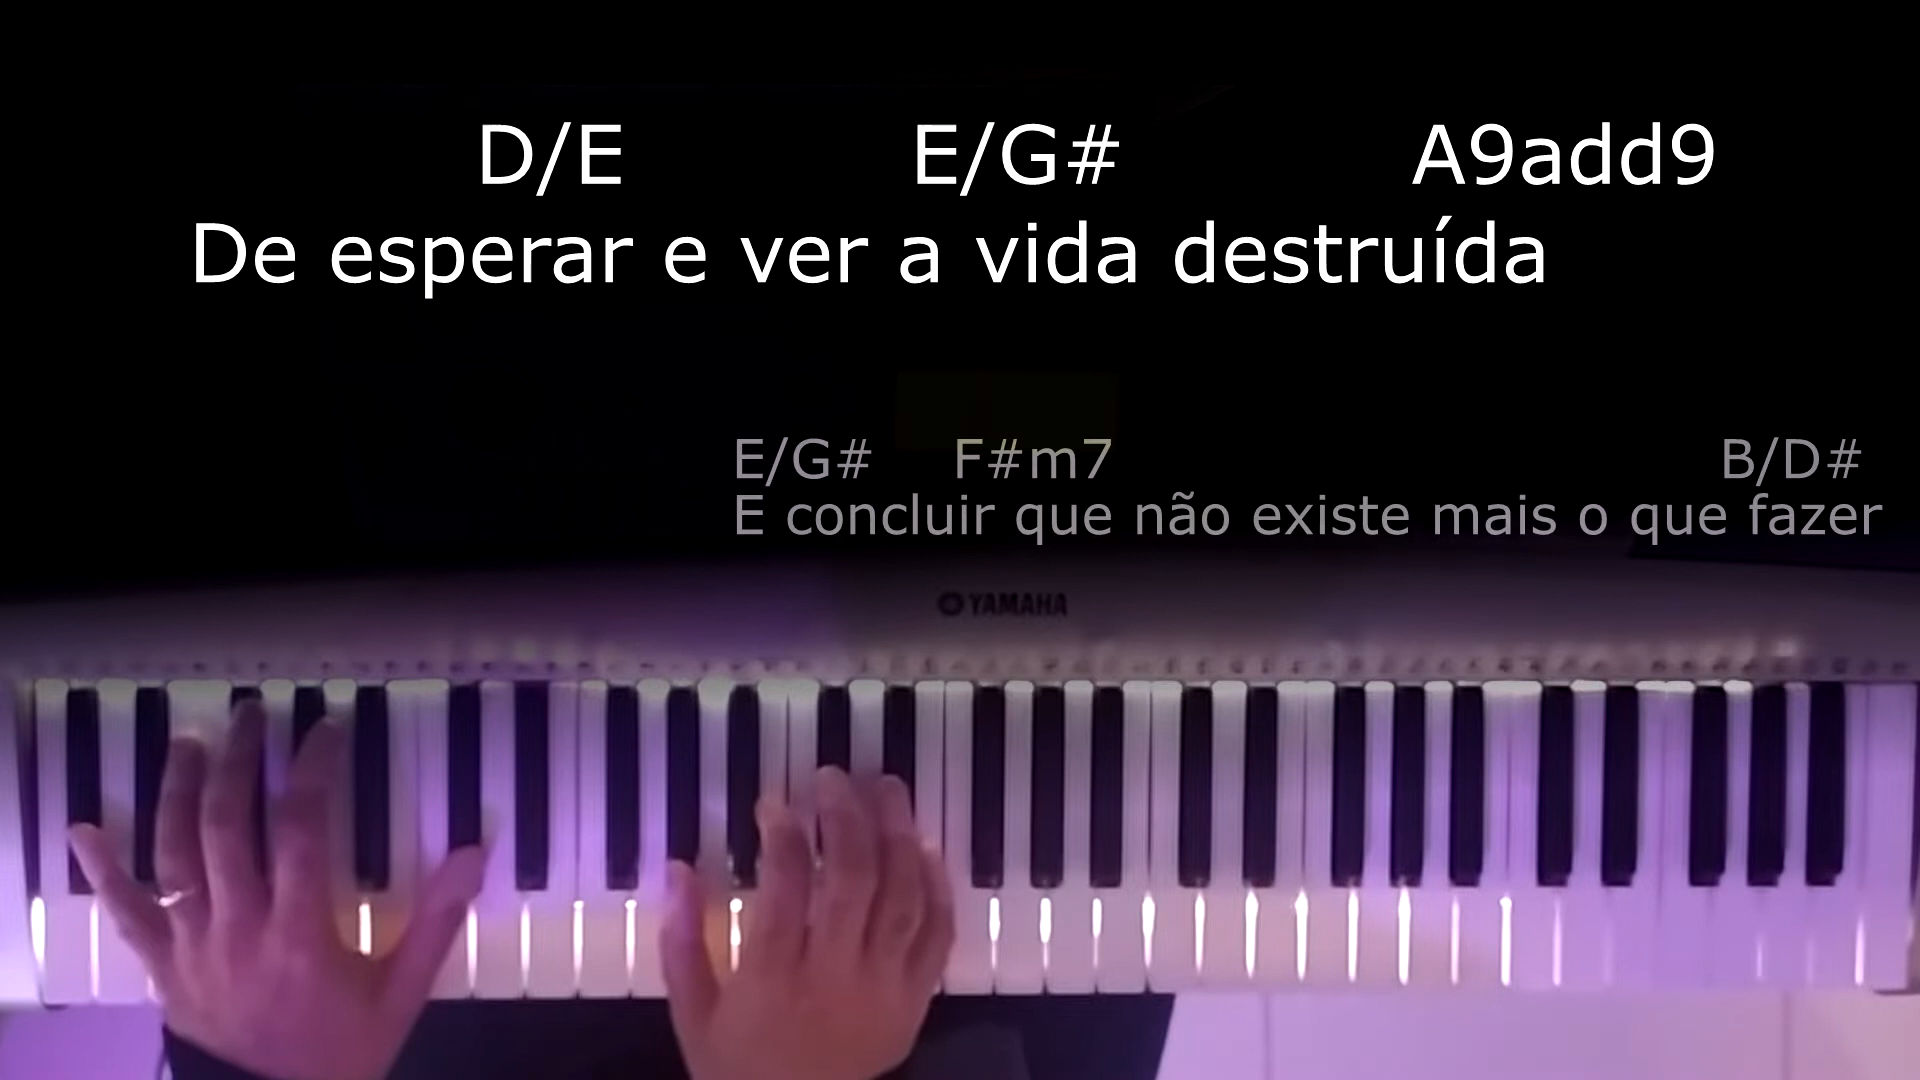 D/E E/G# A9add9
De esperar e ver a vida destruída
E/G# F#m7 B/D#
E concluir que não existe mais o que fazer
YAMAHA